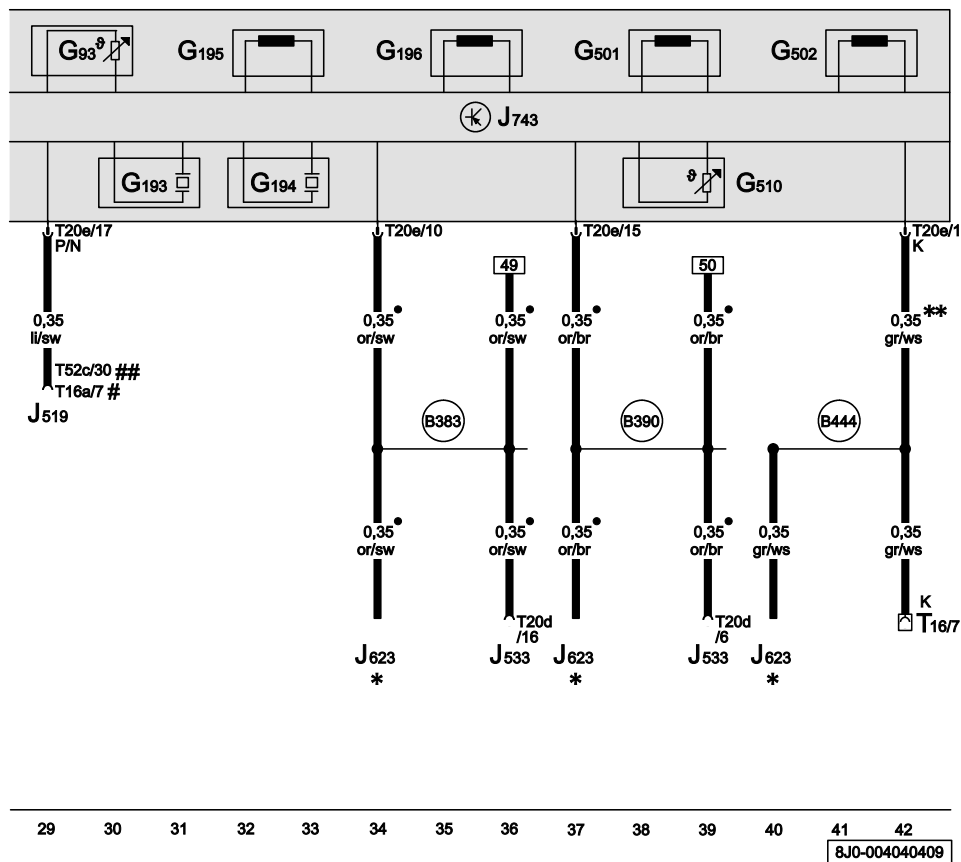 G93 ϑ G195 G196 G501 G502
J743
G193 G194 ϑ G510
T20e/17 T20e/10 T20e/15 T20e/1
P/N K
49 50
0,35 0,35 0,35 0,35 0,35 0,35 **
li/sw or/sw or/sw or/br or/br gr/ws
T52c/30 ##
T16a/7 #
J519
B383 B390 B444
0,35 0,35 0,35 0,35 0,35 0,35
or/sw or/sw or/br or/br gr/ws gr/ws
K
T20d T20d T16/7
/16 /6
J623 J533 J623 J533 J623
* * *
29 30 31 32 33 34 35 36 37 38 39 40 41 42
8J0-004040409